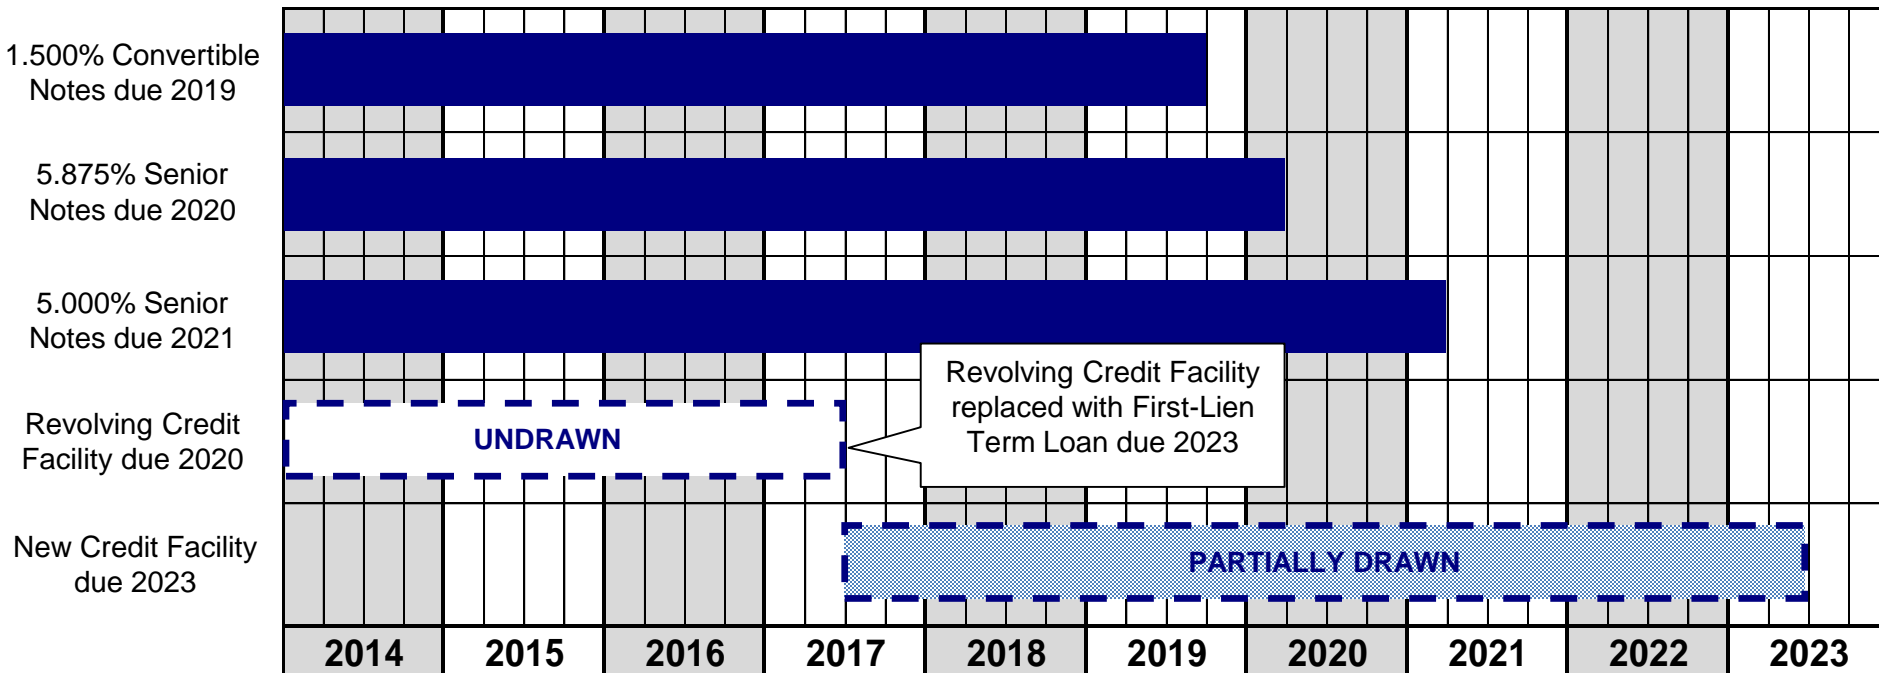 1.500% Convertible
Notes due 2019
5.875% Senior
Notes due 2020
5.000% Senior
Notes due 2021
Revolving Credit Facility
replaced with First-Lien
Term Loan due 2023
Revolving Credit
Facility due 2020
UNDRAWN
New Credit Facility
due 2023
PARTIALLY DRAWN
2014 2015 2016 2017 2018 2019 2020 2021 2022 2023